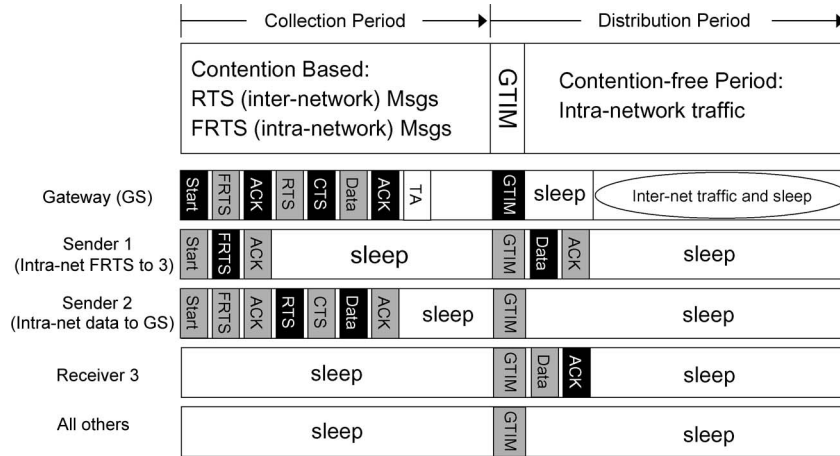 Collection Period
Distribution Period
Contention Based:
RTS (inter-network) Msgs
FRTS (intra-network) Msgs
GTIM
Contention-free Period:
Intra-network traffic
Gateway (GS)
Start
FRTS
ACK
RTS
CTS
Data
ACK
TA
GTIM
sleep
Inter-net traffic and sleep
Sender 1
(Intra-net FRTS to 3)
Start
FRTS
ACK
sleep
GTIM
Data
ACK
sleep
Sender 2
(Intra-net data to GS)
Start
FRTS
ACK
RTS
CTS
Data
ACK
sleep
GTIM
sleep
Receiver 3
sleep
GTIM
Data
ACK
sleep
All others
sleep
GTIM
sleep